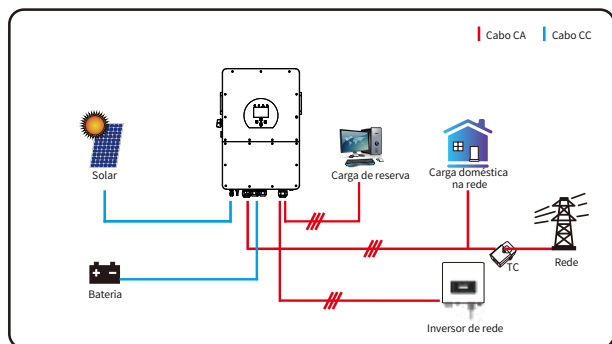 Cabo CA
Cabo CC
Solar
Carga de reserva
Carga doméstica
na rede
TC
Rede
Bateria
Inversor de rede